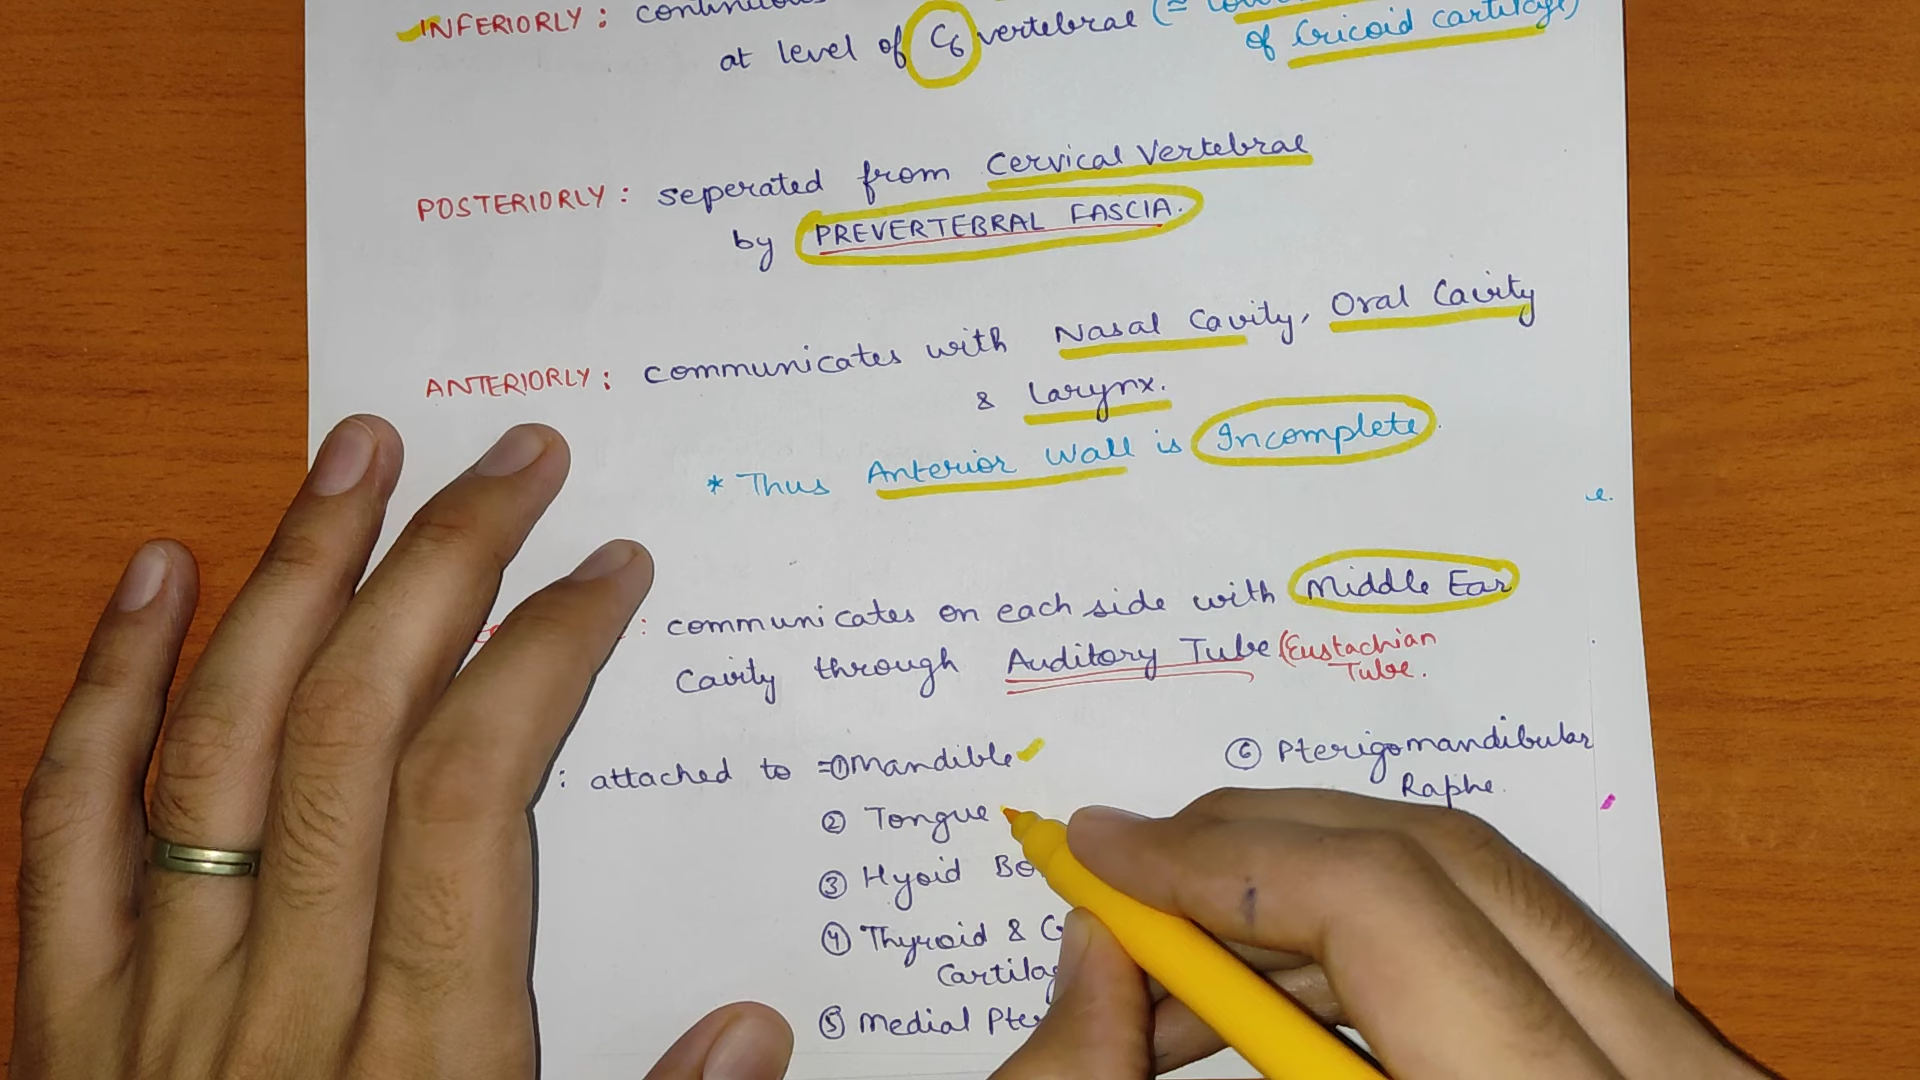 INFERIORLY : continuous
at level of C6 vertebral (=
of Cricoid cartilage)
POSTERIORLY : seperated from Cervical Vertebrae
by PREVERTEBRAL FASCIA.
ANTERIORLY : communicates with Nasal Cavity, Oral Cavity
& Larynx.
* Thus Anterior Wall is Incomplete.
e.
: communicates on each side with Middle Ear
Cavity through Auditory Tube (Eustachian
Tube.
: attached to =① Mandible
② Tongue
③ Hyoid
④ Thyroid &
⑤ Medial
⑥ Pterigomandibular
Raphe.